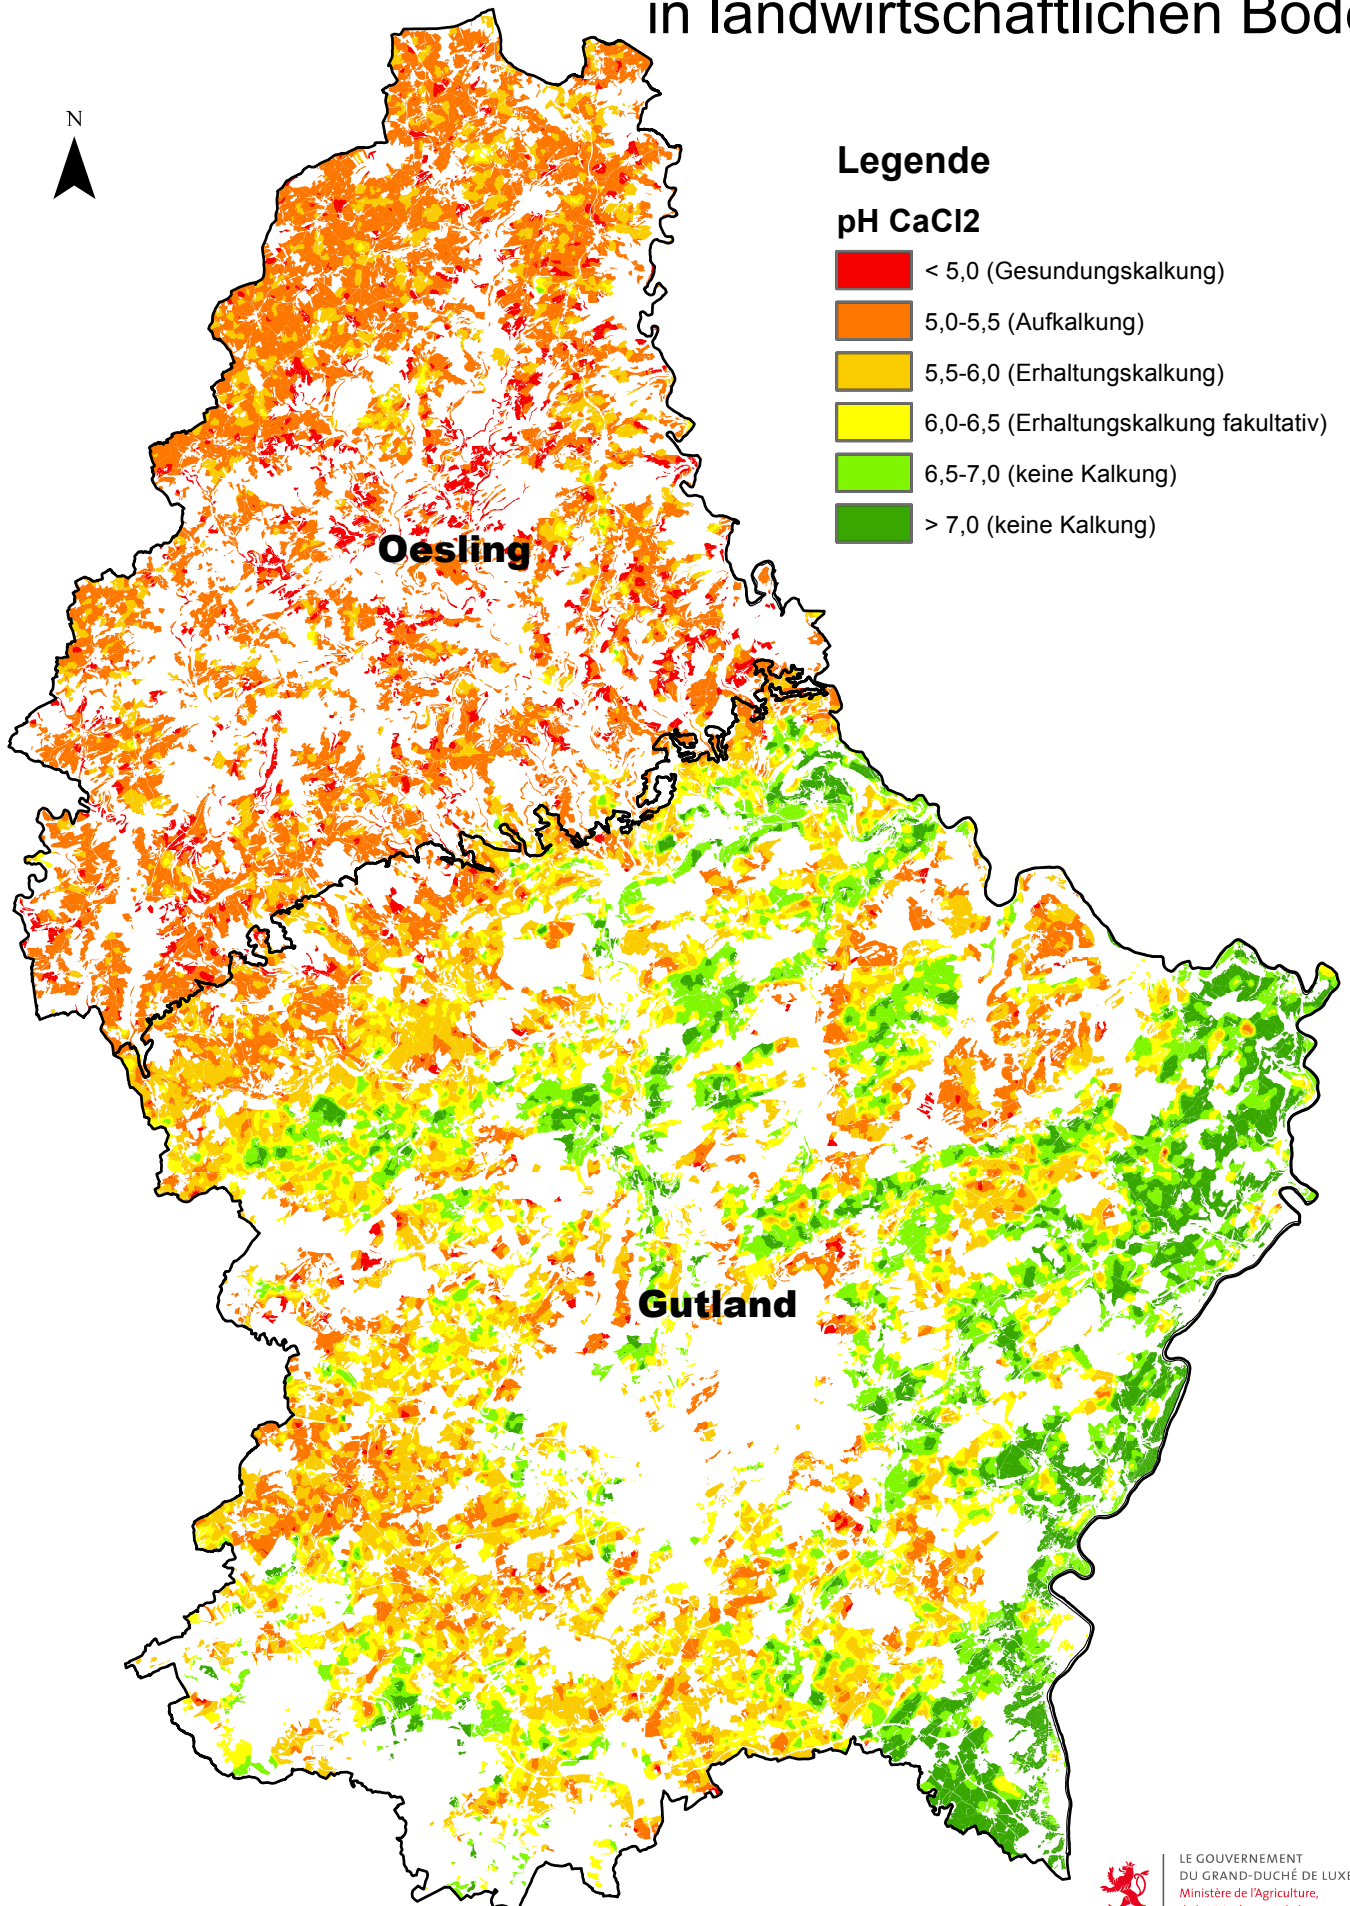 in landwirtschaftlichen
N
Legende
pH CaCl2
< 5,0 (Gesundungskalkung)
5,0-5,5 (Aufkalkung)
5,5-6,0 (Erhaltungskalkung)
6,0-6,5 (Erhaltungskalkung fakultativ)
6,5-7,0 (keine Kalkung)
> 7,0 (keine Kalkung)
Oesling
Gutland
LE GOUVERNEMENT
DU GRAND-DUCHÉ DE
Ministère de l'Agriculture,